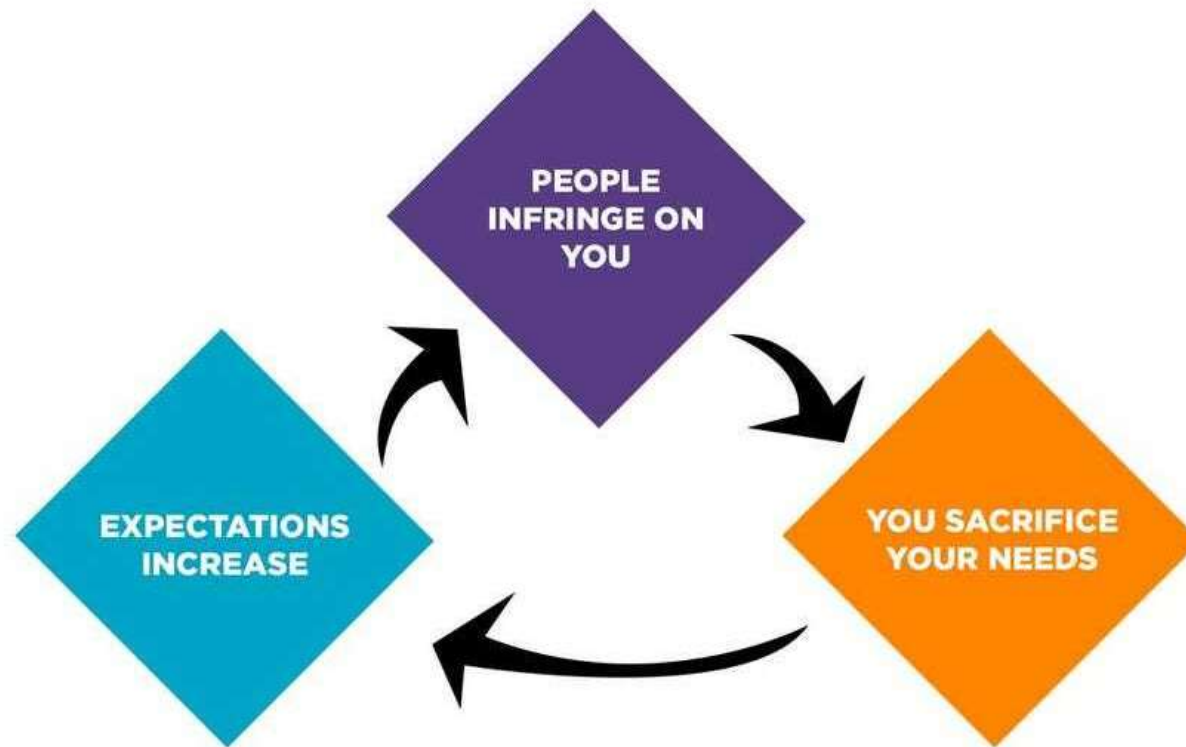 PEOPLE
INFRINGE ON
YOU
YOU SACRIFICE
YOUR NEEDS
EXPECTATIONS
INCREASE